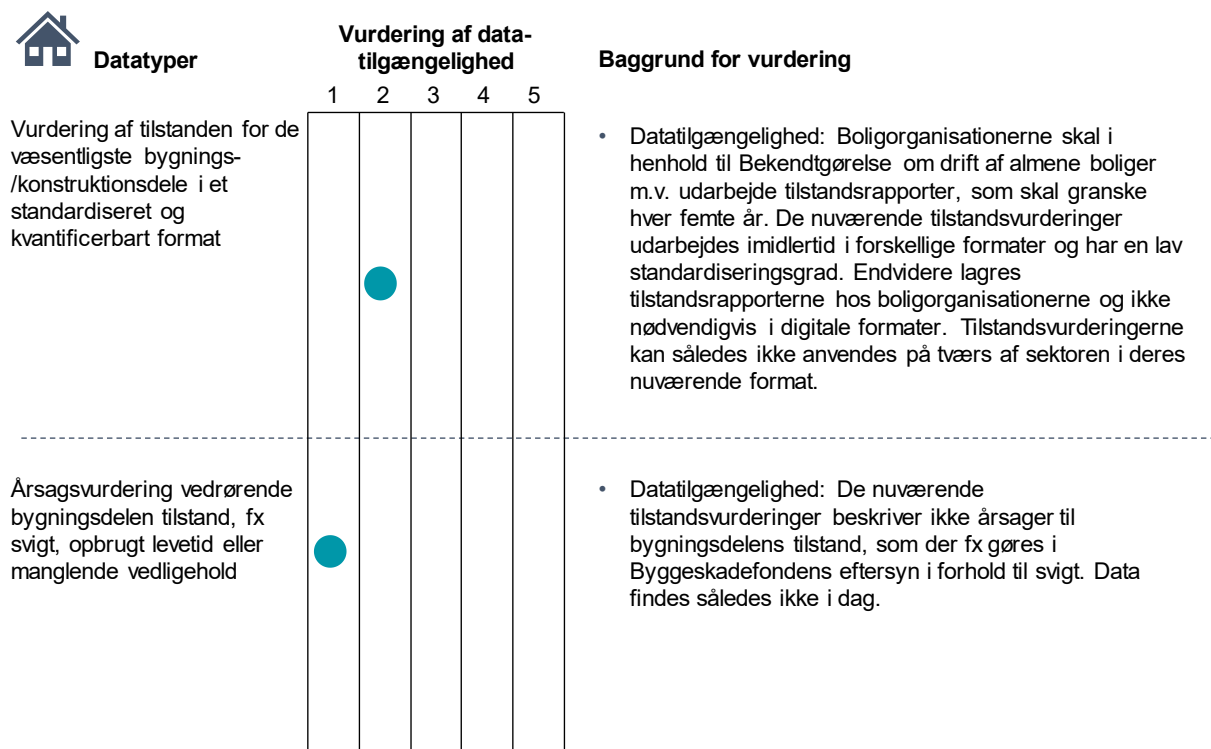 Datatyper
Vurdering af data-
tilgængelighed
Baggrund for vurdering
1 2 3 4 5
Vurdering af tilstanden for de
væsentligste bygnings-
/konstruktionsdele i et
standardiseret og
kvantificerbart format
• Datatilgængelighed: Boligorganisationerne skal i
henhold til Bekendtgørelse om drift af almene boliger
m.v. udarbejde tilstandsrapporter, som skal granske
hver femte år. De nuværende tilstandsvurderinger
udarbejdes imidlertid i forskellige formater og har en lav
standardiseringsgrad. Endvidere lagres
tilstandsrapporterne hos boligorganisationerne og ikke
nødvendigvis i digitale formater. Tilstandsvurderingerne
kan således ikke anvendes på tværs af sektoren i deres
nuværende format.
Årsagsvurdering vedrørende
bygningsdelen tilstand, fx
svigt, opbrugt levetid eller
manglende vedligehold
• Datatilgængelighed: De nuværende
tilstandsvurderinger beskriver ikke årsager til
bygningsdelens tilstand, som der fx gøres i
Byggeskadefondens eftersyn i forhold til svigt. Data
findes således ikke i dag.